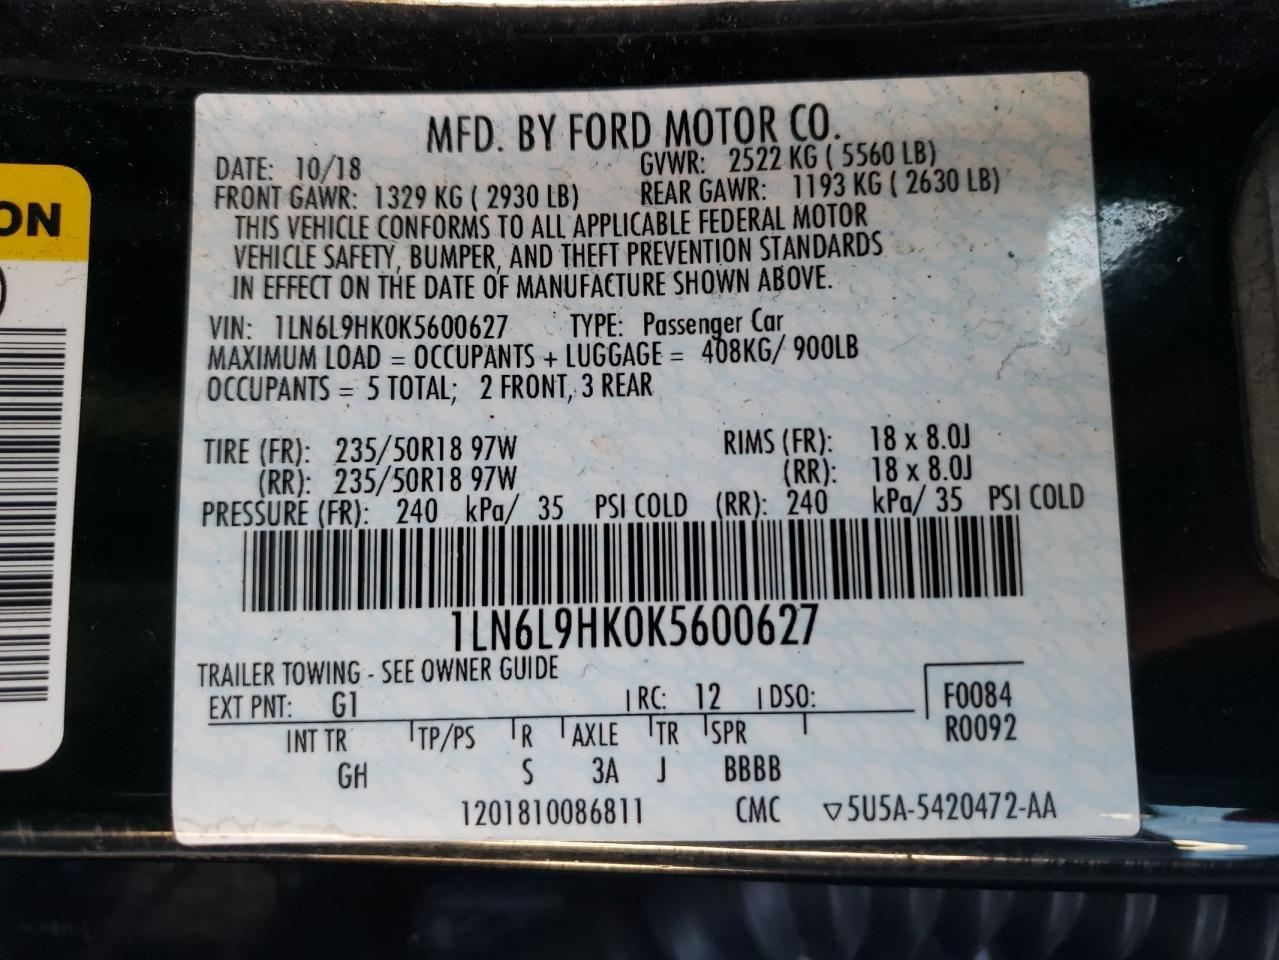 MFD. BY FORD MOTOR CO.
DATE: 10/18 GVWR: 2522 KG ( 5560 LB)
FRONT GAWR: 1329 KG ( 2930 LB) REAR GAWR: 1193 KG ( 2630 LB)
THIS VEHICLE CONFORMS TO ALL APPLICABLE FEDERAL MOTOR
VEHICLE SAFETY, BUMPER, AND THEFT PREVENTION STANDARDS
IN EFFECT ON THE DATE OF MANUFACTURE SHOWN ABOVE.
VIN: 1LN6L9HK0K5600627 TYPE: Passenger Car
MAXIMUM LOAD = OCCUPANTS + LUGGAGE = 408KG/ 900LB
OCCUPANTS = 5 TOTAL; 2 FRONT, 3 REAR
TIRE (FR): 235/50R18 97W RIMS (FR): 18 x 8.0J
(RR): 235/50R18 97W (RR): 18 x 8.0J
PRESSURE (FR): 240 kPa/ 35 PSI COLD (RR): 240 kPa/ 35 PSI COLD
1LN6L9HK0K5600627
TRAILER TOWING - SEE OWNER GUIDE
EXT PNT: G1 RC: 12 DSO: F0084
R0092
INT TR TP/PS R AXLE TR SPR
GH S 3A J BBBB
1201810086811 CMC ▽5U5A-5420472-AA
ON